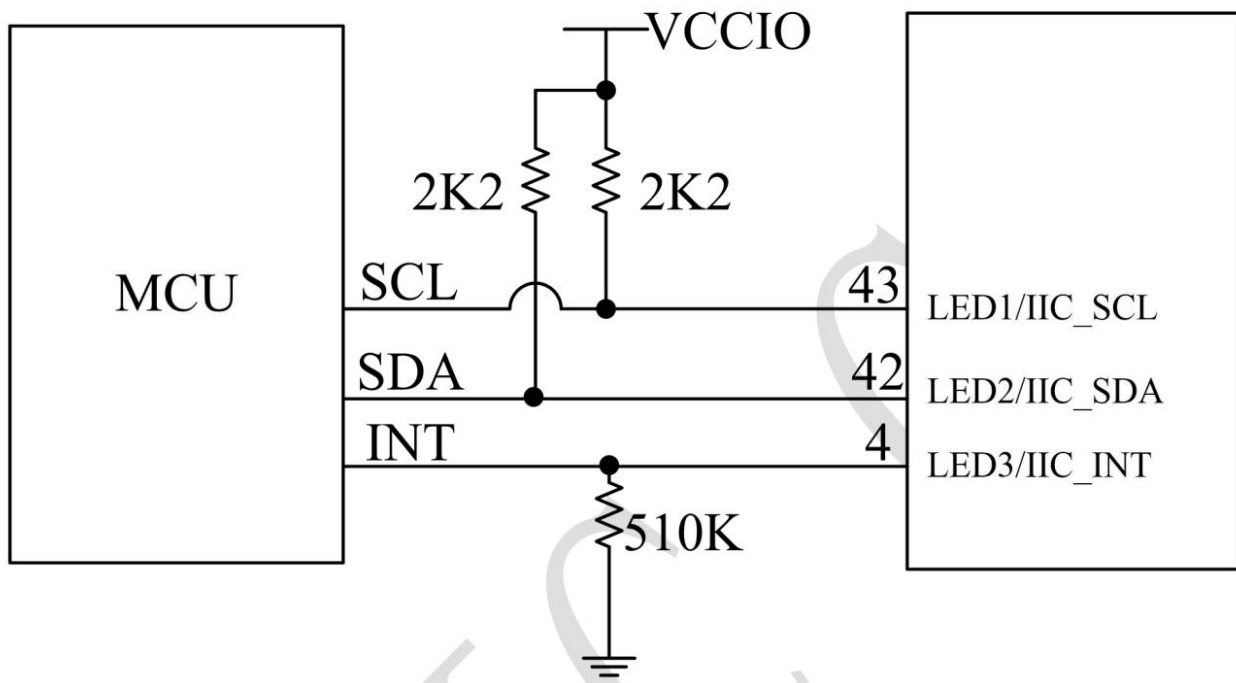 VCCIO
2K2 2K2
MCU
SCL 43 LED1/IIC_SCL
SDA 42 LED2/IIC_SDA
INT 4 LED3/IIC_INT
510K